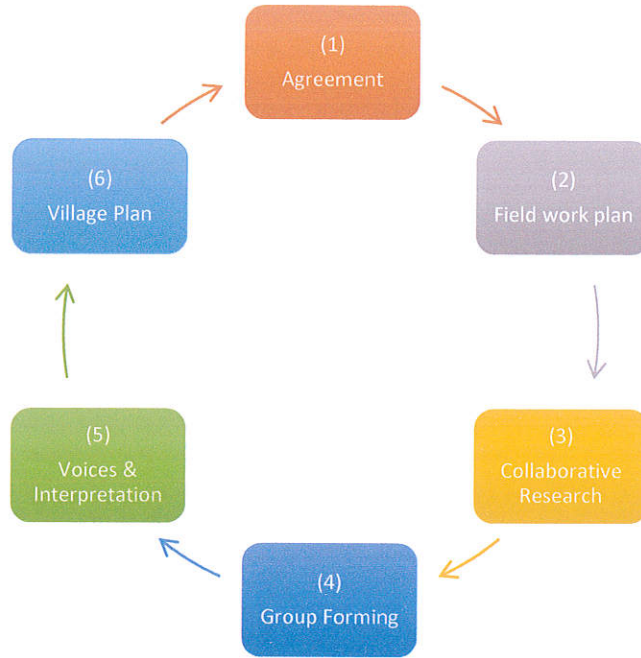 (1)
Agreement
(2)
Field work plan
(3)
Collaborative
Research
(4)
Group Forming
(5)
Voices &
Interpretation
(6)
Village Plan